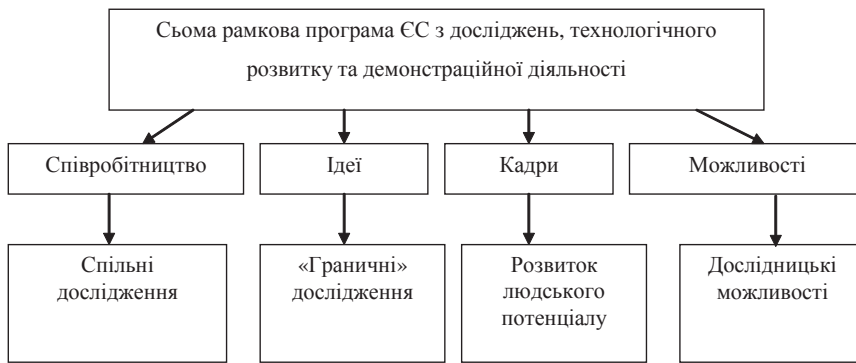 Сьома рамкова програма ЄС з досліджень, технологічного
розвитку та демонстраційної діяльності
Співробітництво
Ідеї
Кадри
Можливості
Спільні
дослідження
«Граничні»
дослідження
Розвиток
людського
потенціалу
Дослідницькі
можливості